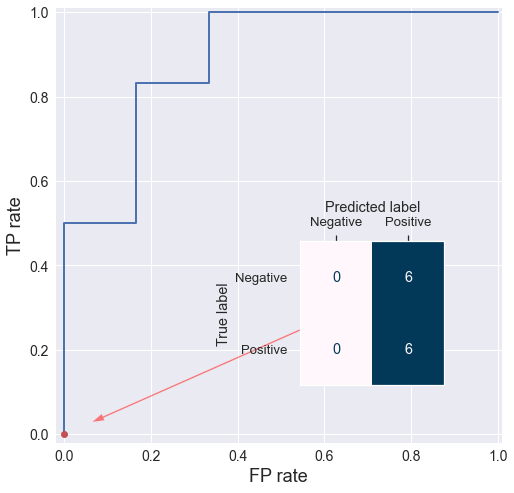 1.0
0.8
0.6
0.4
0.2
0.0
TP rate
Predicted label
Negative Positive
True label
Negative 0 6
Positive 0 6
0.0 0.2 0.4 0.6 0.8 1.0
FP rate